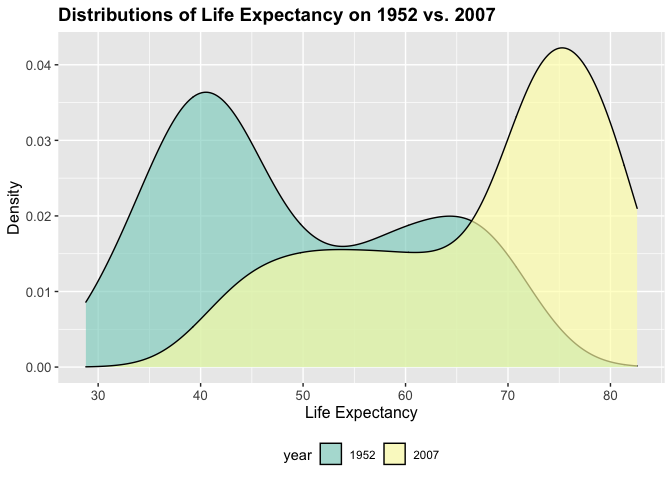 Distributions of Life Expectancy on 1952 vs. 2007
0.04
0.03
0.02
0.01
0.00
Density
30 40 50 60 70 80
Life Expectancy
year 1952 2007